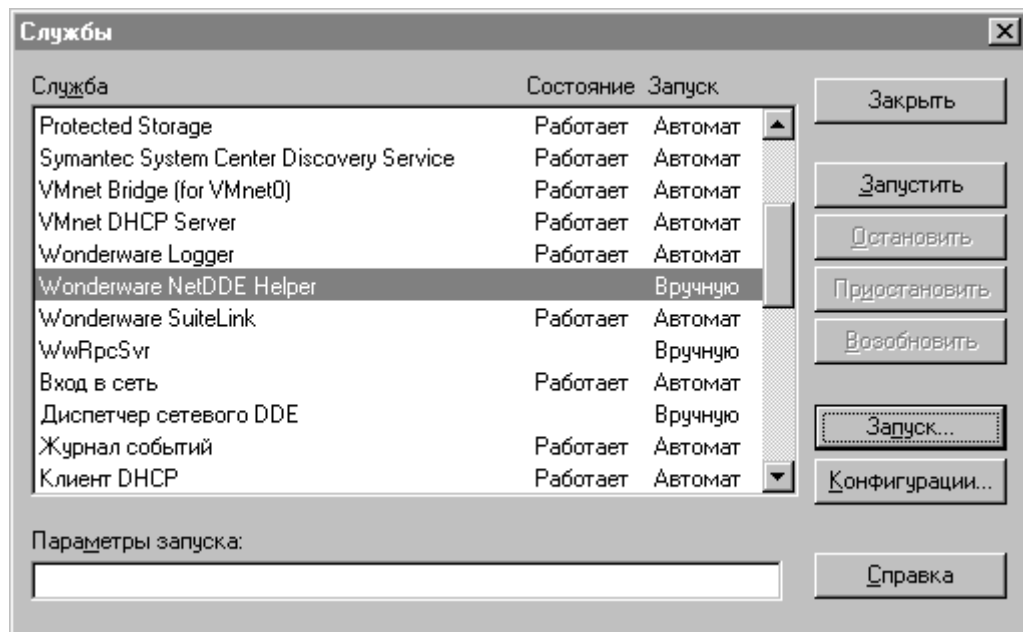 Службы
Служба Состояние Запуск
Protected Storage Работает Автомат
Symantec System Center Discovery Service Работает Автомат
VMnet Bridge (for VMnet0) Работает Автомат
VMnet DHCP Server Работает Автомат
Wonderware Logger Работает Автомат
Wonderware NetDDE Helper Вручную
Wonderware SuiteLink Работает Автомат
WwRpcSvr Вручную
Вход в сеть Работает Автомат
Диспетчер сетевого DDE Вручную
Журнал событий Работает Автомат
Клиент DHCP Работает Автомат
Параметры запуска:
Закрыть
Запустить
Остановить
Приостановить
Возобновить
Запуск...
Конфигурации...
Справка